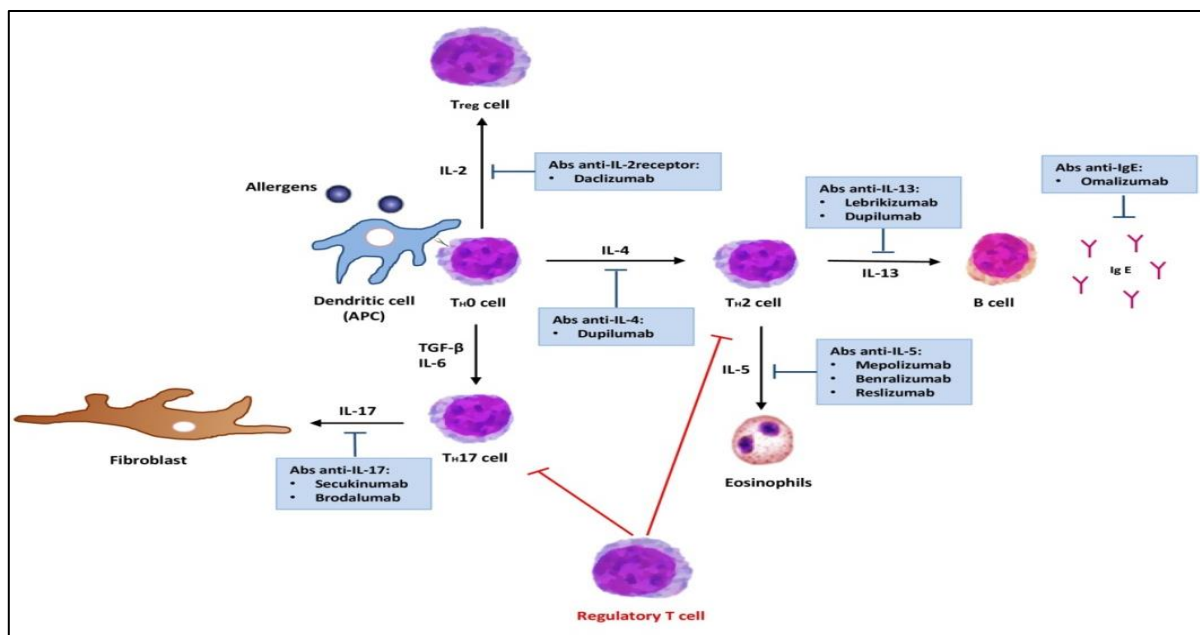 Treg cell
IL-2
Abs anti-IL-2receptor:
• Daclizumab
Allergens
Abs anti-IL-13:
• Lebrikizumab
• Dupilumab
Abs anti-IgE:
• Omalizumab
Dendritic cell
(APC)
TH0 cell
IL-4
Abs anti-IL-4:
• Dupilumab
TH2 cell
IL-13
B cell
Ig E
TGF-β
IL-6
IL-5
Abs anti-IL-5:
• Mepolizumab
• Benralizumab
• Reslizumab
IL-17
Fibroblast
TH17 cell
Abs anti-IL-17:
• Secukinumab
• Brodalumab
Eosinophils
Regulatory T cell